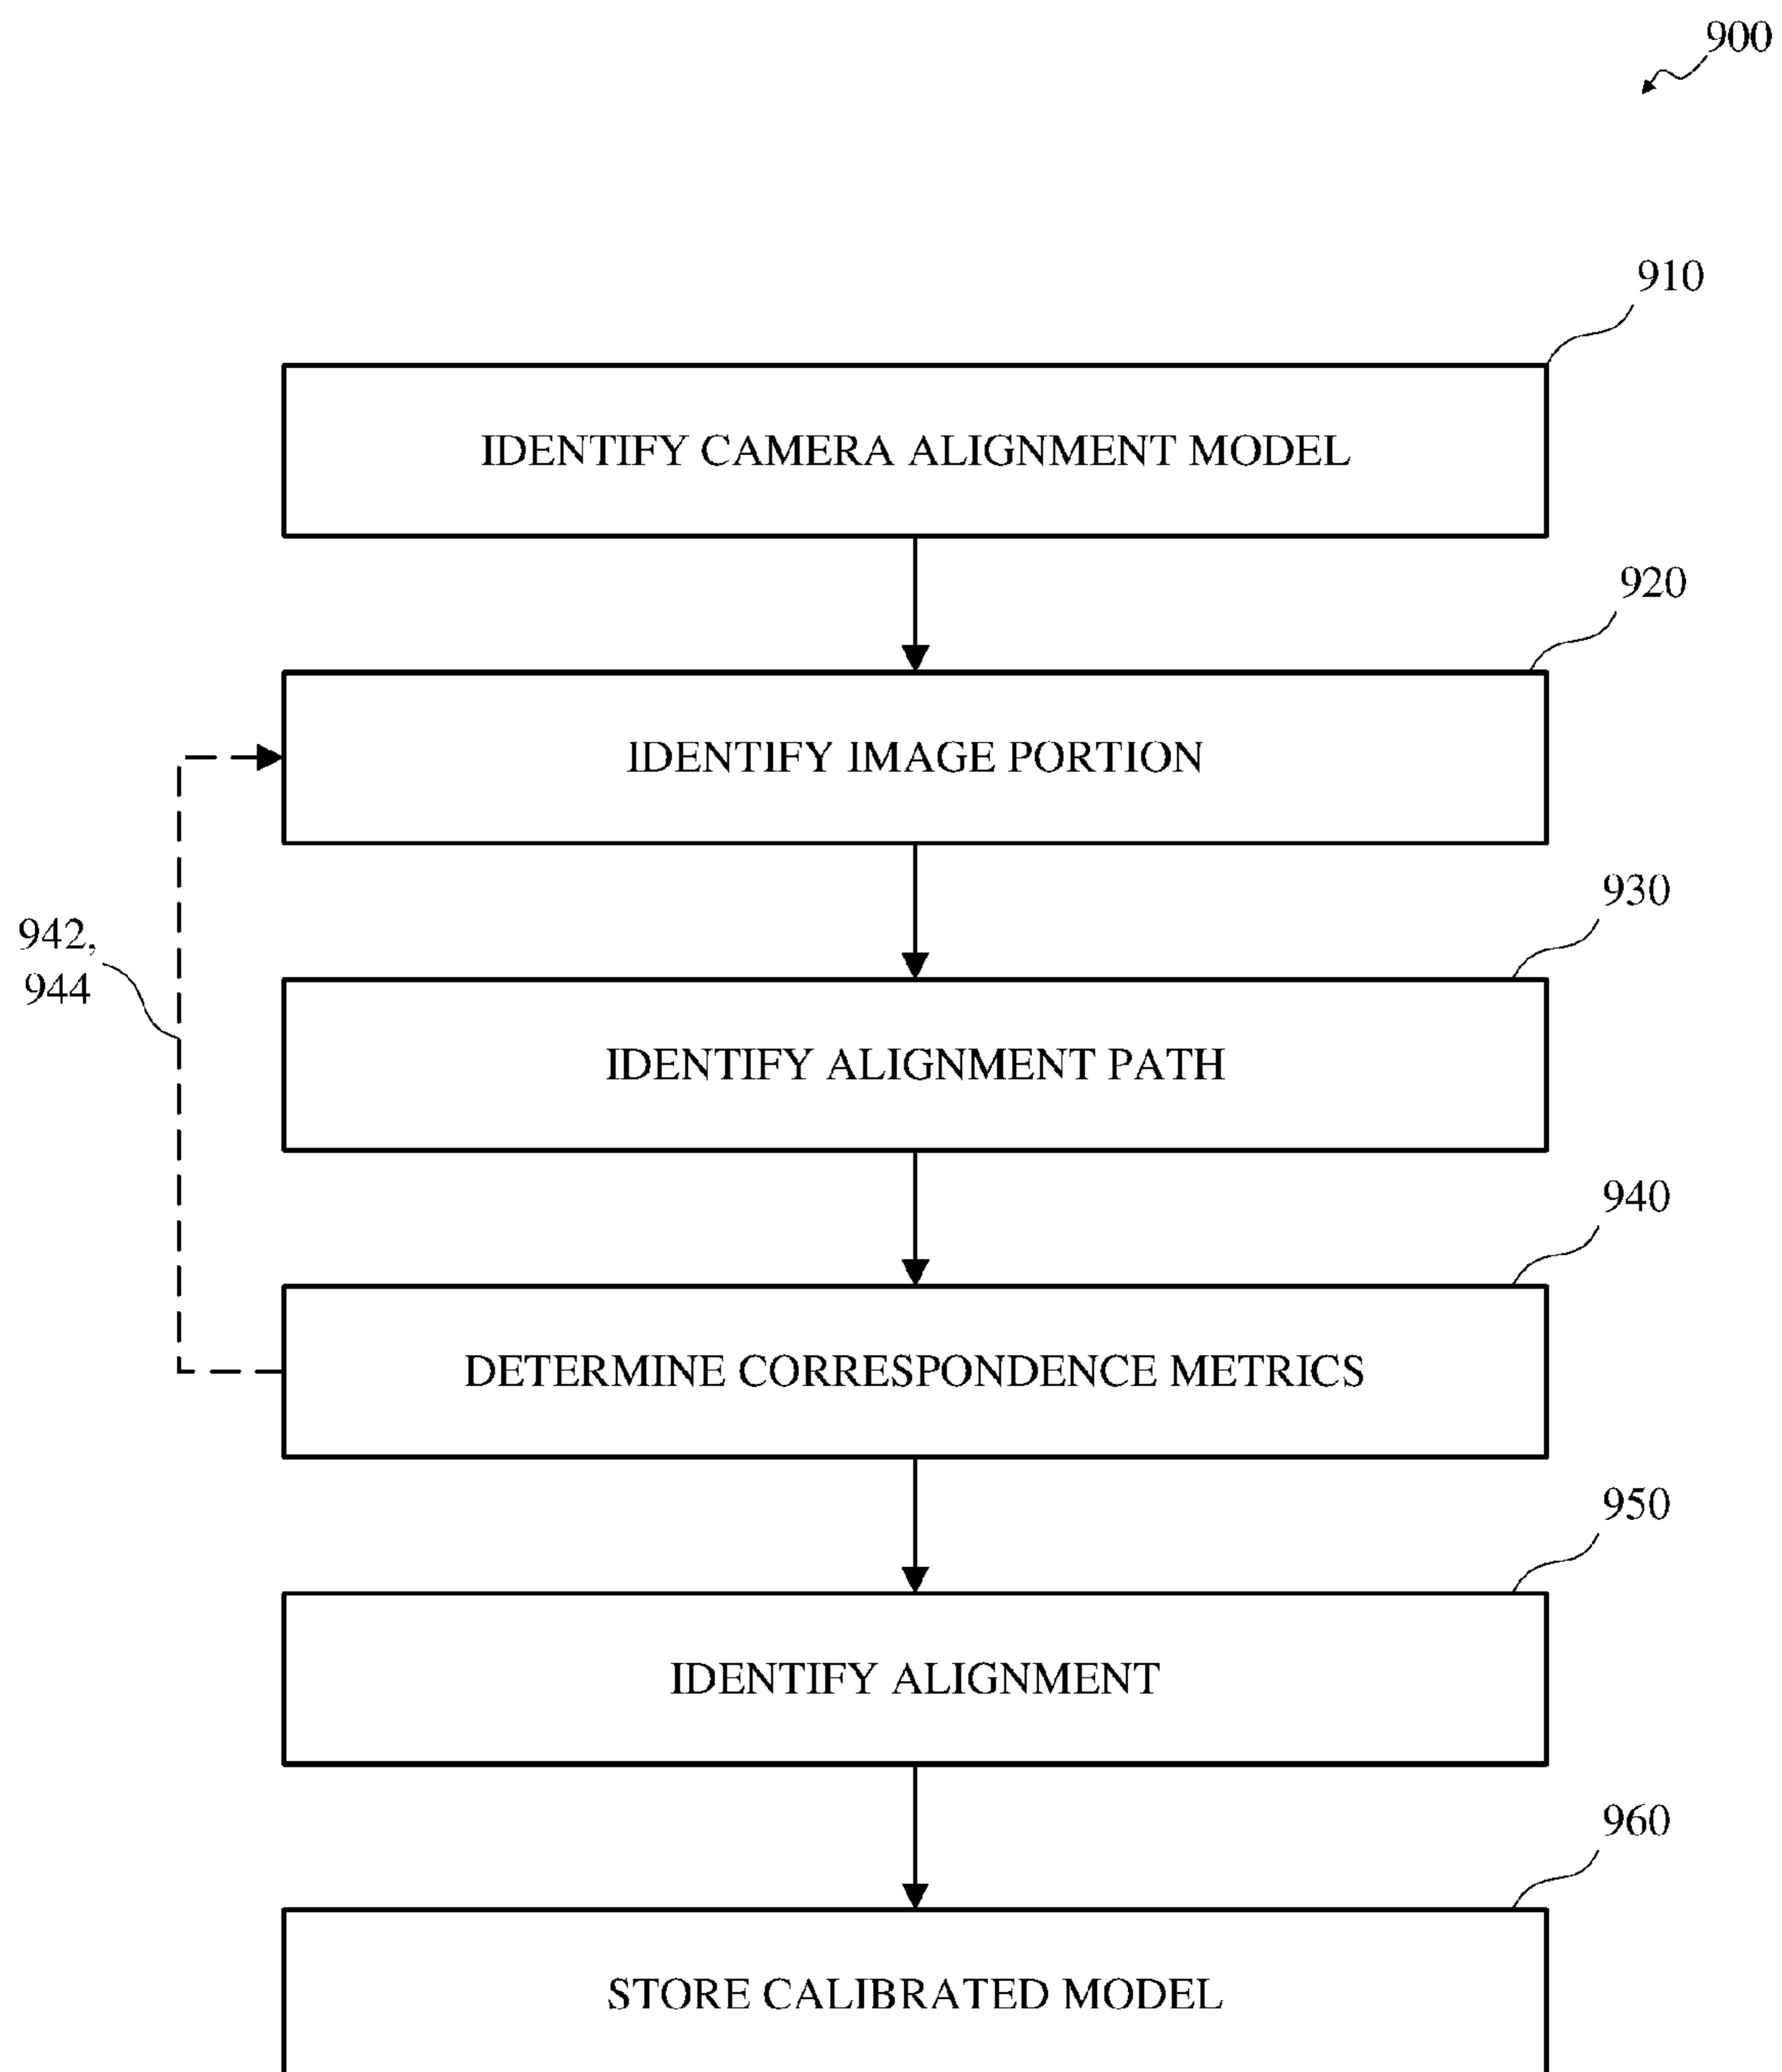 900
910
IDENTIFY CAMERA ALIGNMENT MODEL
920
IDENTIFY IMAGE PORTION
930
942,
944
IDENTIFY ALIGNMENT PATH
940
DETERMINE CORRESPONDENCE METRICS
950
IDENTIFY ALIGNMENT
960
STORE CALIBRATED MODEL